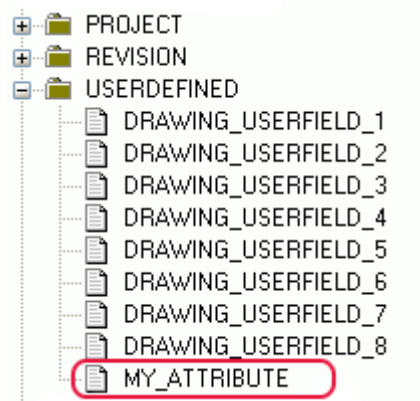 PROJECT
REVISION
USERDEFINED
DRAWING_USERFIELD_1
DRAWING_USERFIELD_2
DRAWING_USERFIELD_3
DRAWING_USERFIELD_4
DRAWING_USERFIELD_5
DRAWING_USERFIELD_6
DRAWING_USERFIELD_7
DRAWING_USERFIELD_8
MY_ATTRIBUTE